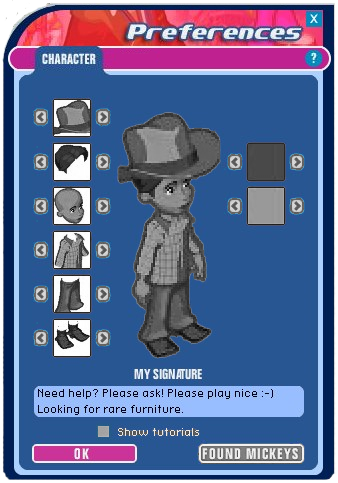 Preferences
X
CHARACTER
?
MY SIGNATURE
Need help? Please ask! Please play nice :-)
Looking for rare furniture.
Show tutorials
OK
FOUND MICKEYS